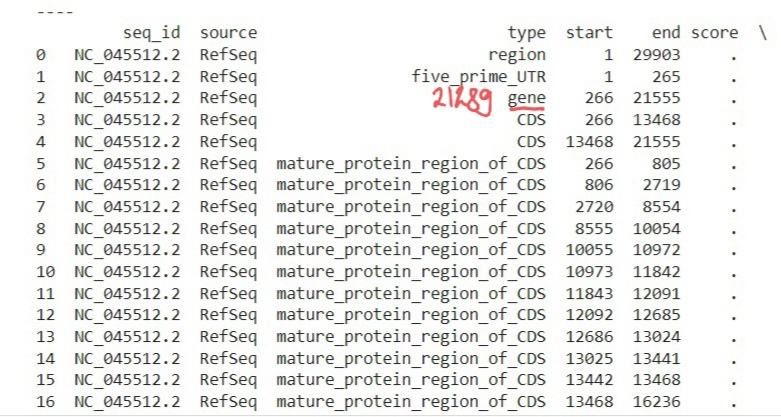 ----
seq_id source type start end score \
0 NC_045512.2 RefSeq region 1 29903 .
1 NC_045512.2 RefSeq five_prime_UTR 1 265 .
2 NC_045512.2 RefSeq 21289 gene 266 21555 .
3 NC_045512.2 RefSeq CDS 266 13468 .
4 NC_045512.2 RefSeq CDS 13468 21555 .
5 NC_045512.2 RefSeq mature_protein_region_of_CDS 266 805 .
6 NC_045512.2 RefSeq mature_protein_region_of_CDS 806 2719 .
7 NC_045512.2 RefSeq mature_protein_region_of_CDS 2720 8554 .
8 NC_045512.2 RefSeq mature_protein_region_of_CDS 8555 10054 .
9 NC_045512.2 RefSeq mature_protein_region_of_CDS 10055 10972 .
10 NC_045512.2 RefSeq mature_protein_region_of_CDS 10973 11842 .
11 NC_045512.2 RefSeq mature_protein_region_of_CDS 11843 12091 .
12 NC_045512.2 RefSeq mature_protein_region_of_CDS 12092 12685 .
13 NC_045512.2 RefSeq mature_protein_region_of_CDS 12686 13024 .
14 NC_045512.2 RefSeq mature_protein_region_of_CDS 13025 13441 .
15 NC_045512.2 RefSeq mature_protein_region_of_CDS 13442 13468 .
16 NC_045512.2 RefSeq mature_protein_region_of_CDS 13468 16236 .